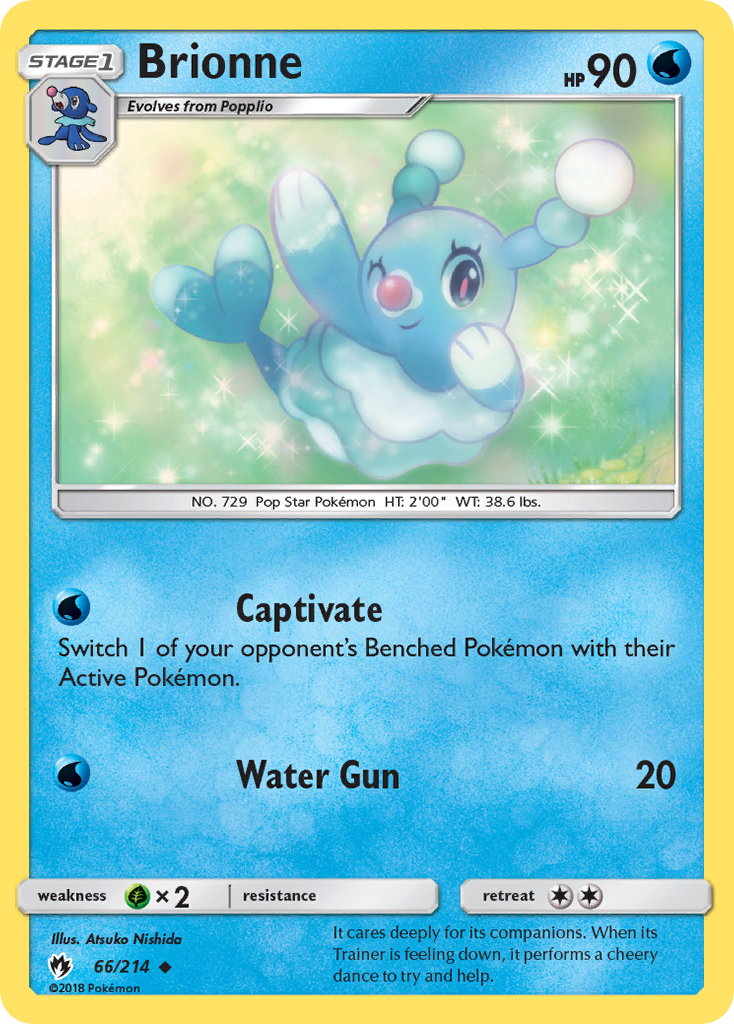 STAGE1 Brionne HP90
Evolves from Popplio
NO. 729 Pop Star Pokémon HT: 2'00" WT: 38.6 lbs.
Captivate
Switch 1 of your opponent's Benched Pokémon with their
Active Pokémon.
Water Gun 20
weakness ×2 resistance retreat
Illus. Atsuko Nishida
66/214
©2018 Pokémon
It cares deeply for its companions. When its
Trainer is feeling down, it performs a cheery
dance to try and help.